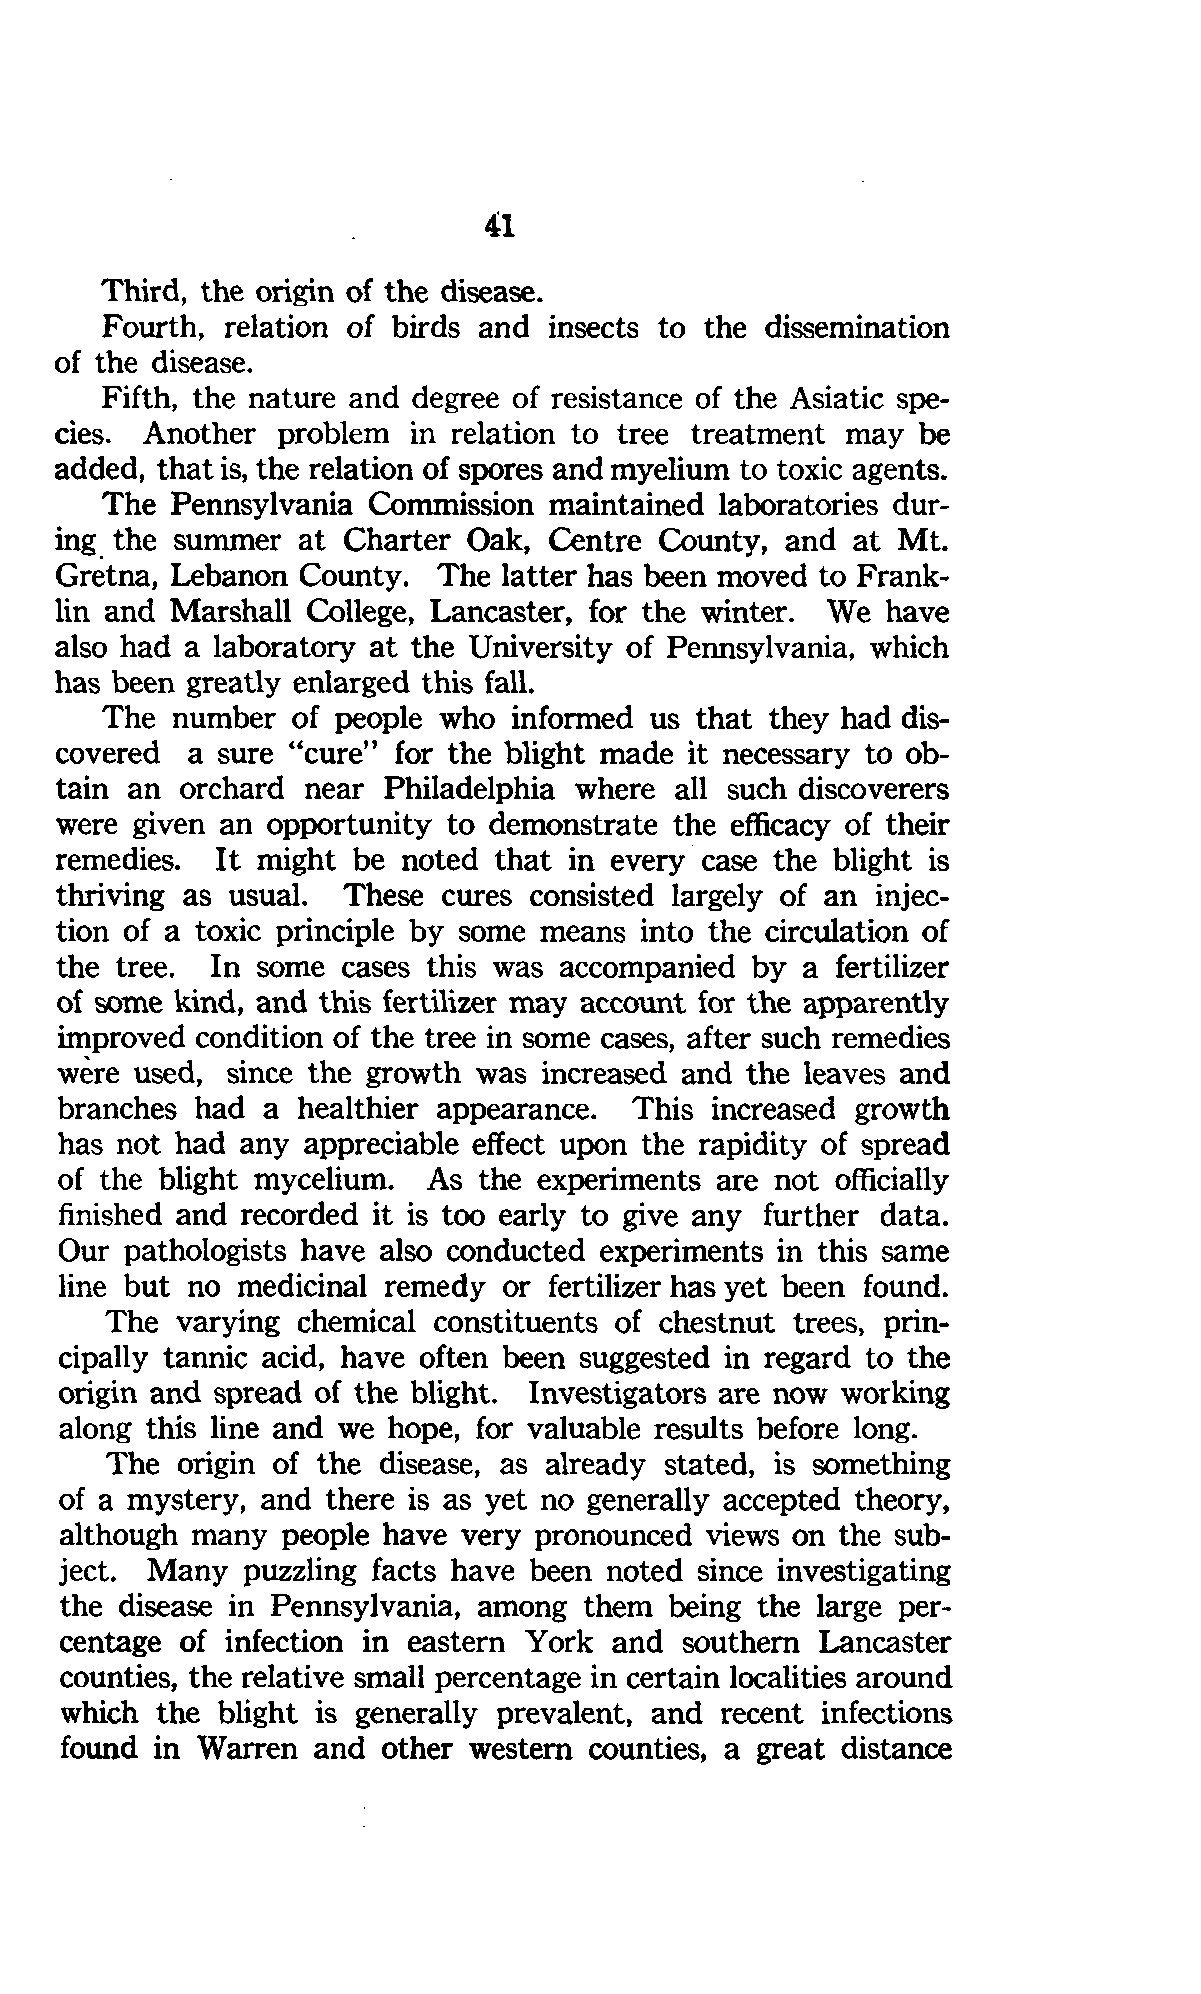 41
Third, the origin of the disease.
Fourth, relation of birds and insects to the dissemination
of the disease.
Fifth, the nature and degree of resistance of the Asiatic spe-
cies. Another problem in relation to tree treatment may be
added, that is, the relation of spores and myelium to toxic agents.
The Pennsylvania Commission maintained laboratories dur-
ing the summer at Charter Oak, Centre County, and at Mt.
Gretna, Lebanon County. The latter has been moved to Frank-
lin and Marshall College, Lancaster, for the winter. We have
also had a laboratory at the University of Pennsylvania, which
has been greatly enlarged this fall.
The number of people who informed us that they had dis-
covered a sure “cure” for the blight made it necessary to ob-
tain an orchard near Philadelphia where all such discoverers
were given an opportunity to demonstrate the efficacy of their
remedies. It might be noted that in every case the blight is
thriving as usual. These cures consisted largely of an injec-
tion of a toxic principle by some means into the circulation of
the tree. In some cases this was accompanied by a fertilizer
of some kind, and this fertilizer may account for the apparently
improved condition of the tree in some cases, after such remedies
were used, since the growth was increased and the leaves and
branches had a healthier appearance. This increased growth
has not had any appreciable effect upon the rapidity of spread
of the blight mycelium. As the experiments are not officially
finished and recorded it is too early to give any further data.
Our pathologists have also conducted experiments in this same
line but no medicinal remedy or fertilizer has yet been found.
The varying chemical constituents of chestnut trees, prin-
cipally tannic acid, have often been suggested in regard to the
origin and spread of the blight. Investigators are now working
along this line and we hope, for valuable results before long.
The origin of the disease, as already stated, is something
of a mystery, and there is as yet no generally accepted theory,
although many people have very pronounced views on the sub-
ject. Many puzzling facts have been noted since investigating
the disease in Pennsylvania, among them being the large per-
centage of infection in eastern York and southern Lancaster
counties, the relative small percentage in certain localities around
which the blight is generally prevalent, and recent infections
found in Warren and other western counties, a great distance